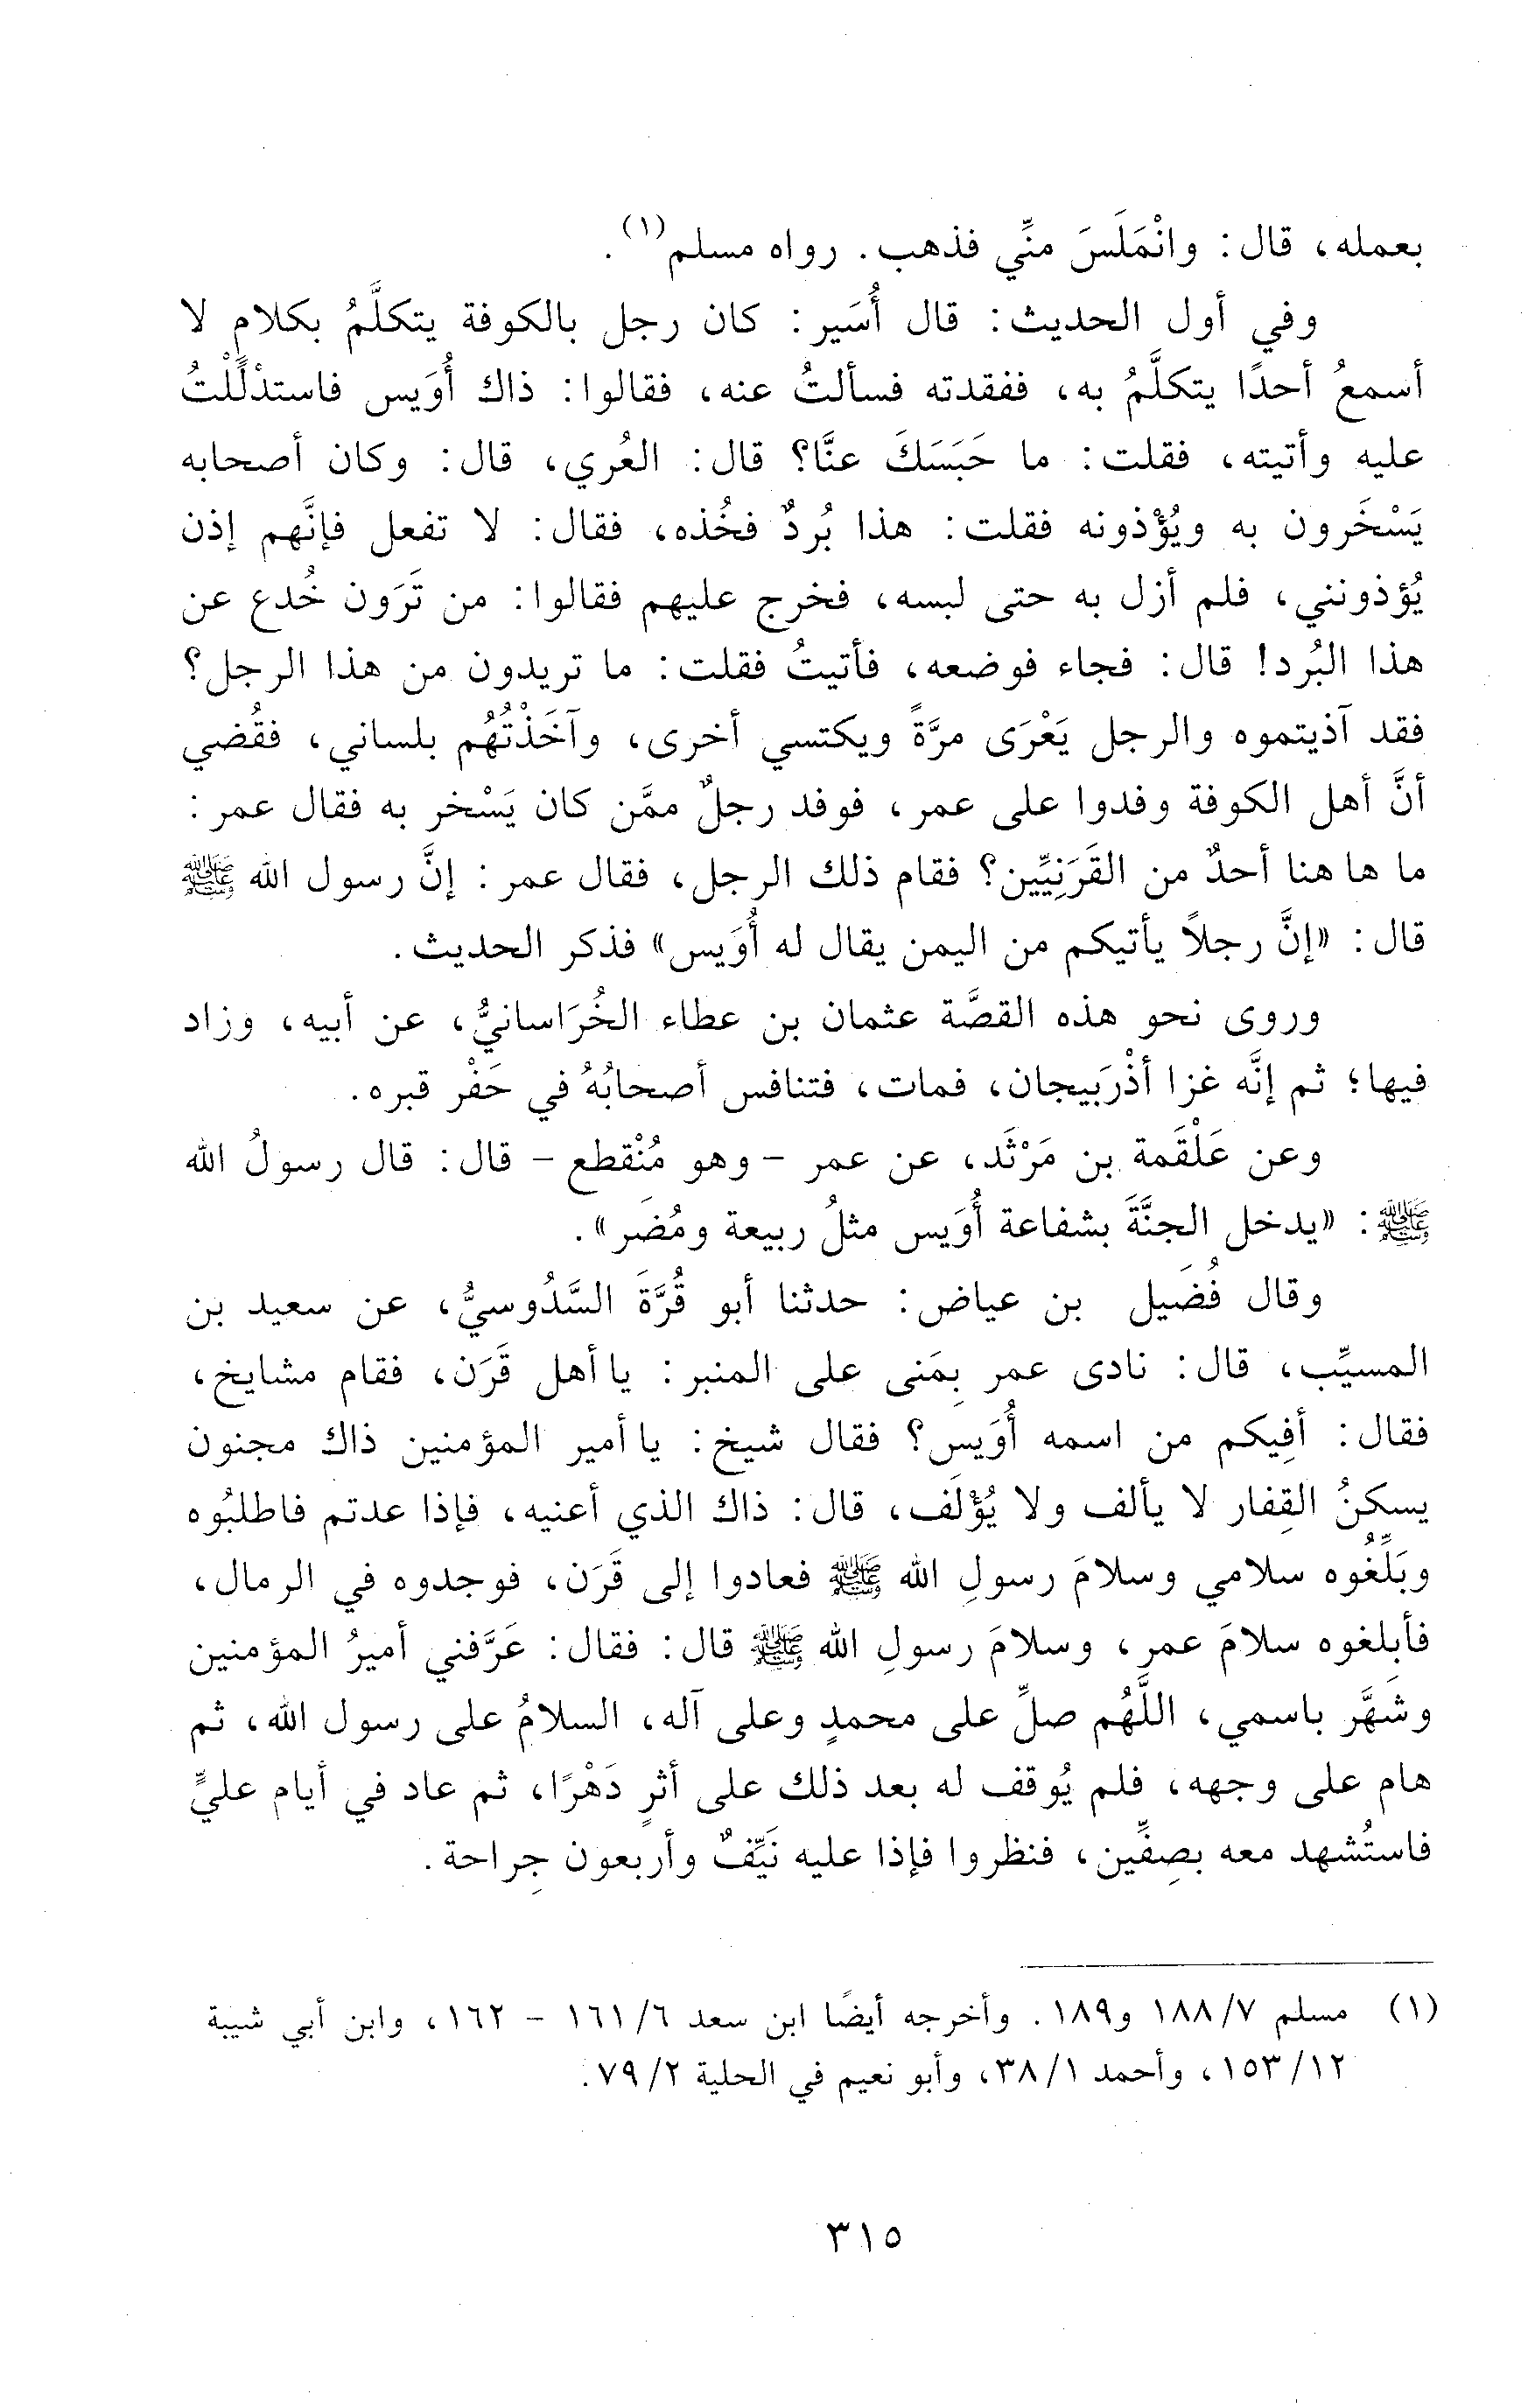 بعمله، قال: وانْمَلَسَ منِّي فذهب. رواه مسلم(١).
وفي أول الحديث: قال أُسَير: كان رجل بالكوفة يتكلَّمُ بكلام لا
أسمعُ أحدًا يتكلَّمُ به، ففقدته فسألتُ عنه، فقالوا: ذاك أُوَيس فاستدْلَلْتُ
عليه وأتيته، فقلت: ما حَبَسَكَ عنَّا؟ قال: العُري، قال: وكان أصحابه
يَسْخَرون به ويُؤْذونه فقلت: هذا بُردٌ فخُذه، فقال: لا تفعل فإنَّهم إذن
يُؤذونني، فلم أزل به حتى لبسه، فخرج عليهم فقالوا: من تَرَون خُدع عن
هذا البُرد! قال: فجاء فوضعه، فأتيتُ فقلت: ما تريدون من هذا الرجل؟
فقد آذيتموه والرجل يَعْرَى مرَّةً ويكتسي أخرى، وآخَذْتُهُم بلساني، فقُضي
أنَّ أهل الكوفة وفدوا على عمر، فوفد رجلٌ ممَّن كان يَسْخر به فقال عمر:
ما ها هنا أحدٌ من القَرَنِيِّين؟ فقام ذلك الرجل، فقال عمر: إنَّ رسول الله ﷺ
قال: «إنَّ رجلاً يأتيكم من اليمن يقال له أُوَيس» فذكر الحديث.
وروى نحو هذه القصَّة عثمان بن عطاء الخُرَاسانيُّ، عن أبيه، وزاد
فيها؛ ثم إنَّه غزا أذْرَبيجان، فمات، فتنافس أصحابُهُ في حَفْر قبره.
وعن عَلْقَمة بن مَرْثَد، عن عمر - وهو مُنْقطع - قال: قال رسولُ الله
ﷺ: «يدخل الجنَّةَ بشفاعة أُوَيس مثلُ ربيعة ومُضَر».
وقال فُضَيل بن عياض: حدثنا أبو قُرَّةَ السَّدُوسيُّ، عن سعيد بن
المسيِّب، قال: نادى عمر بِمَنى على المنبر: يا أهل قَرَن، فقام مشايخ،
فقال: أفِيكم من اسمه أُوَيس؟ فقال شيخ: يا أمير المؤمنين ذاك مجنون
يسكنُ القِفار لا يألف ولا يُؤْلَف، قال: ذاك الذي أعنيه، فإذا عدتم فاطلبُوه
وبَلِّغُوه سلامي وسلامَ رسولِ الله ﷺ فعادوا إلى قَرَن، فوجدوه في الرمال،
فأبلغوه سلامَ عمر، وسلامَ رسولِ الله ﷺ قال: فقال: عَرَّفني أميرُ المؤمنين
وشَهَّر باسمي، اللَّهُم صلِّ على محمدٍ وعلى آله، السلامُ على رسول الله، ثم
هام على وجهه، فلم يُوقف له بعد ذلك على أثرٍ دَهْرًا، ثم عاد في أيام عليٍّ
فاستُشهد معه بصِفِّين، فنظروا فإذا عليه نَيِّفٌ وأربعون جِراحة.
(١) مسلم ٧/ ١٨٨ و١٨٩. وأخرجه أيضًا ابن سعد ٦/ ١٦١ - ١٦٢، وابن أبي شيبة
١٢/ ١٥٣، وأحمد ١/ ٣٨، وأبو نعيم في الحلية ٢/ ٧٩.
٣١٥